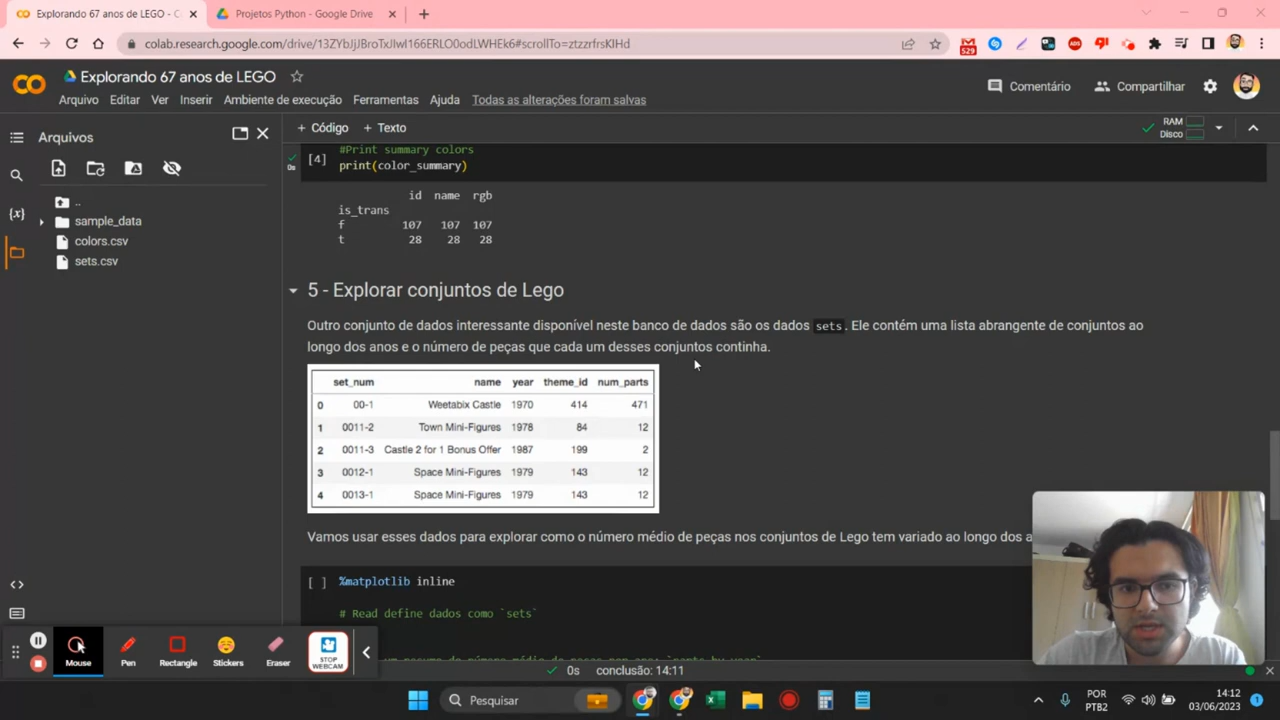 Explorando 67 anos de LEGO - C
Projetos Python - Google Drive
colab.research.google.com/drive/13ZYbJjJBroTxJIwI166ERLO0odLWHEk6#scrollTo=ztzzrfrsKIHd
529
Explorando 67 anos de LEGO
Comentário
Compartilhar
Arquivo Editar Ver Inserir Ambiente de execução Ferramentas Ajuda Todas as alterações foram salvas
Arquivos
+ Código + Texto
RAM
Disco
..
sample_data
colors.csv
sets.csv
[4]
0s
#Print summary colors
print(color_summary)
id name rgb
is_trans
f 107 107 107
t 28 28 28
5 - Explorar conjuntos de Lego
Outro conjunto de dados interessante disponível neste banco de dados são os dados sets. Ele contém uma lista abrangente de conjuntos ao
longo dos anos e o número de peças que cada um desses conjuntos continha.
set_num name year theme_id num_parts
0 00-1 Weetabix Castle 1970 414 471
1 0011-2 Town Mini-Figures 1978 84 12
2 0011-3 Castle 2 for 1 Bonus Offer 1987 199 2
3 0012-1 Space Mini-Figures 1979 143 12
4 0013-1 Space Mini-Figures 1979 143 12
Vamos usar esses dados para explorar como o número médio de peças nos conjuntos de Lego tem variado ao longo dos
[ ] %matplotlib inline
# Read define dados como `sets`
Mouse
Pen
Rectangle
Stickers
Eraser
STOP
WEBCAM
0s conclusão: 14:11
Pesquisar
POR
PTB2
14:12
03/06/2023